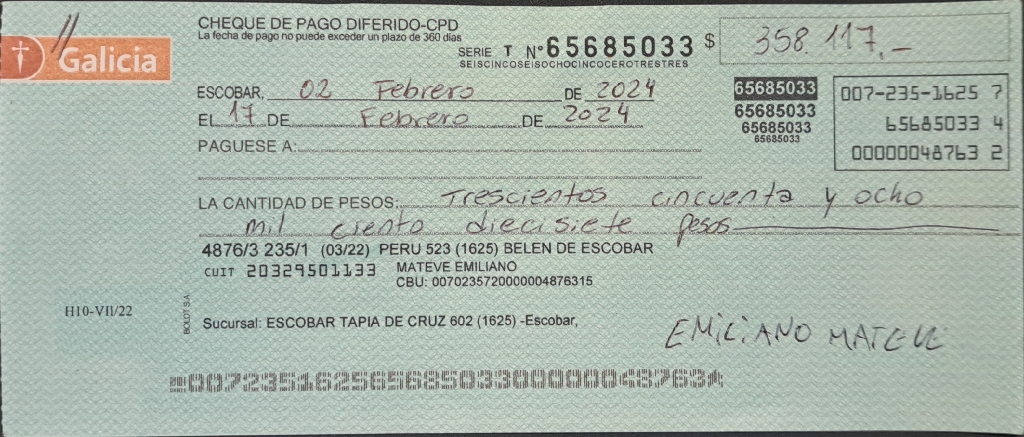 Galicia
CHEQUE DE PAGO DIFERIDO-CPD
La fecha de pago no puede exceder un plazo de 360 días
SERIE T Nº65685033 $ 358.117,-
SEISCINCOSEISOCHOCINCOCEROTRESTRES
ESCOBAR, 02 Febrero DE 2024
EL 17 DE Febrero DE 2024
PAGUESE A:
65685033
65685033
65685033
65685033
007-235-1625 7
65685033 4
00000048763 2
LA CANTIDAD DE PESOS: Trescientos cincuenta y ocho
mil ciento diecisiete pesos
4876/3 235/1 (03/22) PERU 523 (1625) BELEN DE ESCOBAR
CUIT 20329501133 MATEVE EMILIANO
CBU: 0070235720000004876315
H10-VII/22
BOLDT S.A.
Sucursal: ESCOBAR TAPIA DE CRUZ 602 (1625) -Escobar,
EMiLiANO MATEVE
00723516256568503300000048763